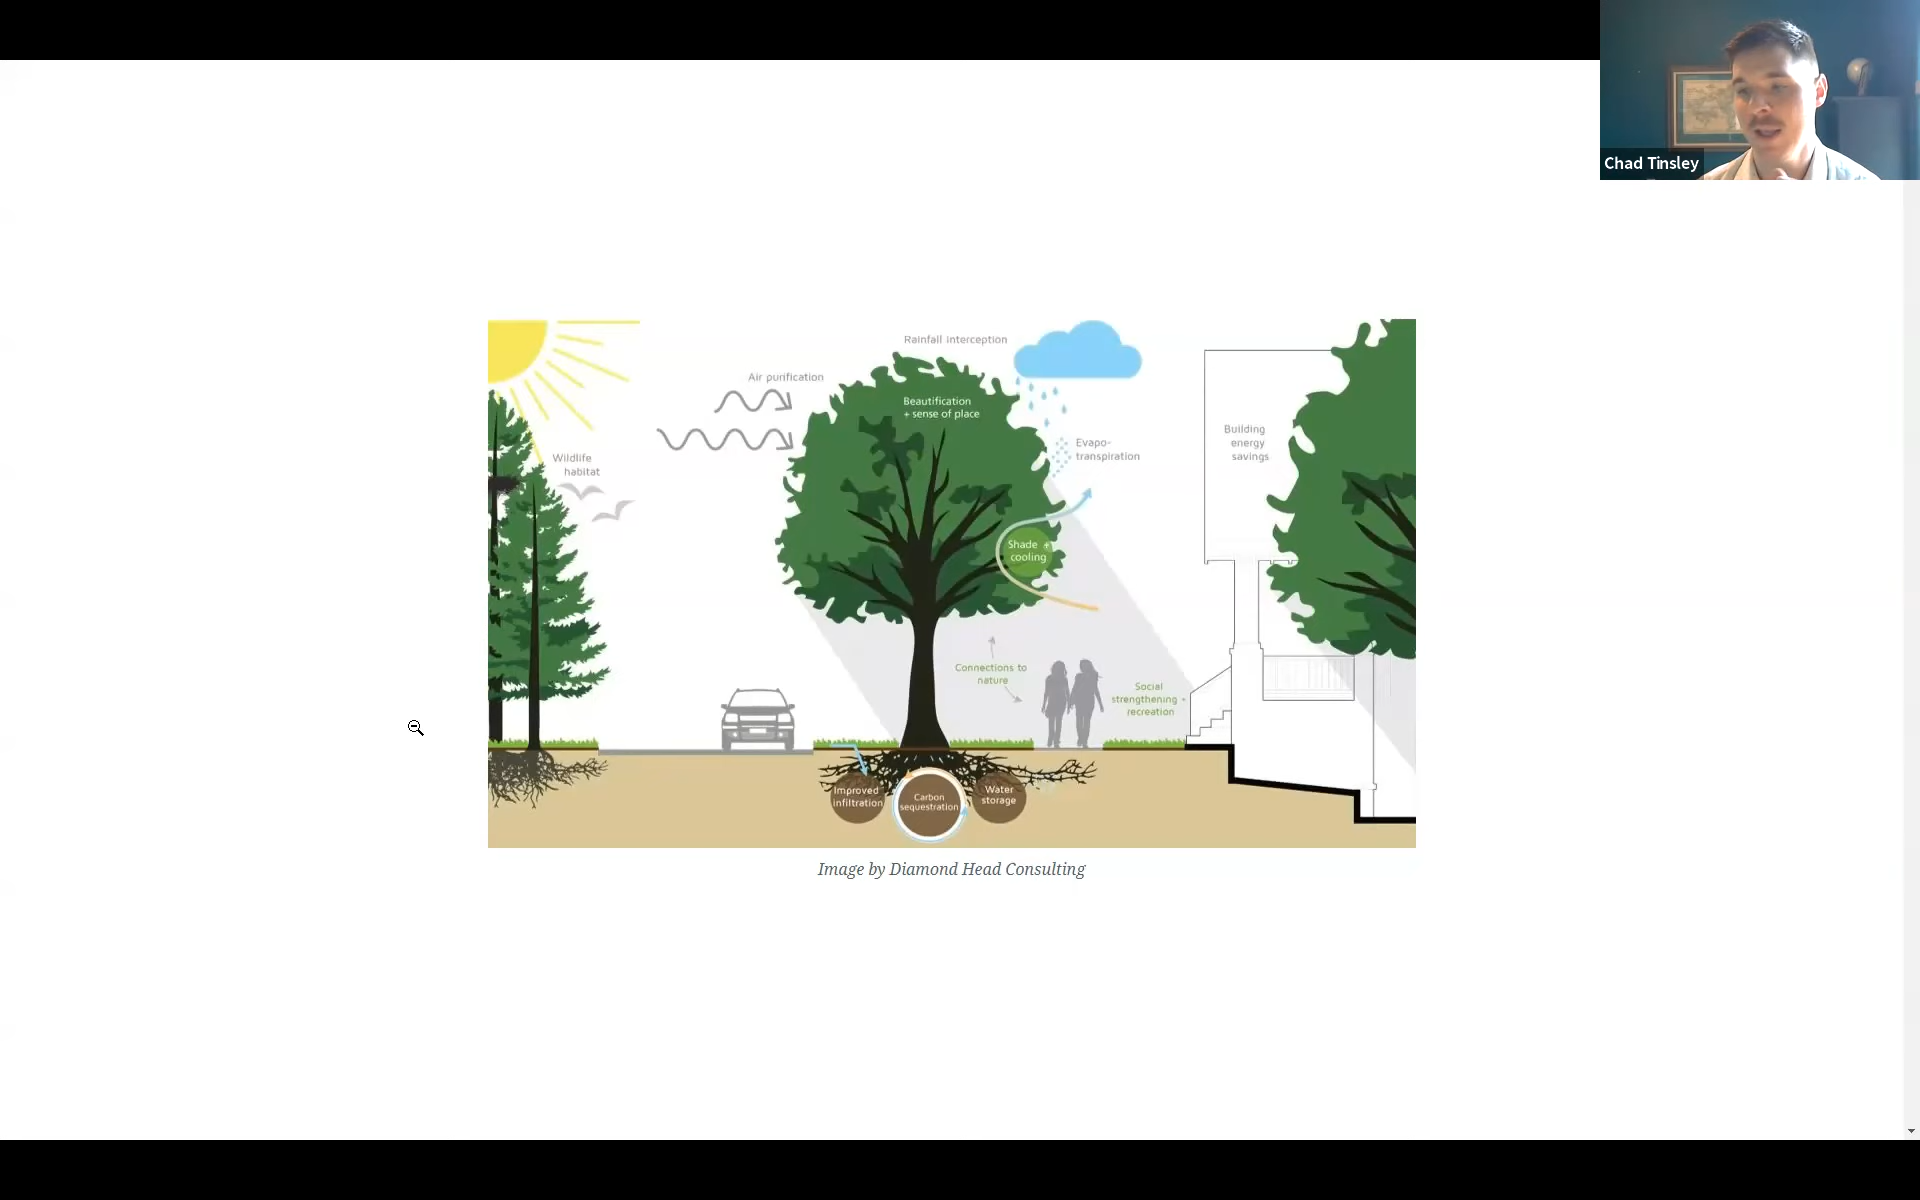 Chad Tinsley
Rainfall interception
Air purification
Beautification
+ sense of place
Evapo-
transpiration
Building
energy
savings
Wildlife
habitat
Shade +
cooling
Connections to
nature
Social
strengthening +
recreation
Improved
infiltration
Carbon
sequestration
Water
storage
Image by Diamond Head Consulting